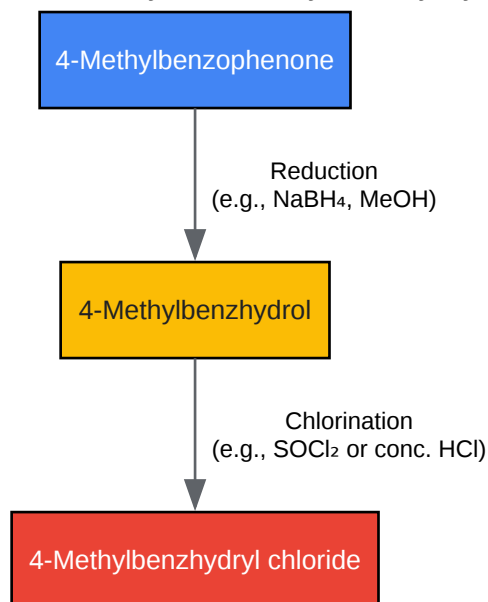 4-Methylbenzophenone
Reduction
(e.g., NaBH₄, MeOH)
4-Methylbenzhydrol
Chlorination
(e.g., SOCl₂ or conc. HCl)
4-Methylbenzhydryl chloride